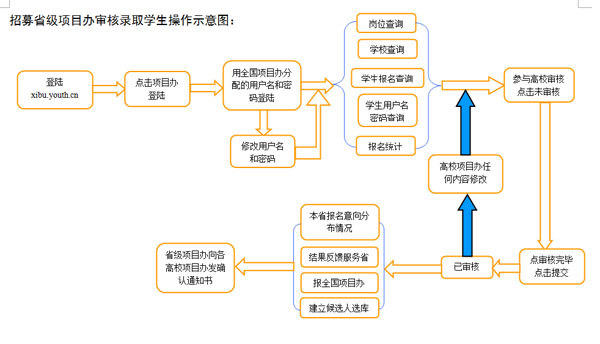 招募省级项目办审核录取学生操作示意图：
登陆
xibu.youth.cn
点击项目办
登陆
用全国项目办分
配的用户名和密
码登陆
修改用户名
和密码
岗位查询
学校查询
学生报名查询
学生用户名
密码查询
报名统计
参与高校审核
点击未审核
高校项目办任
何内容修改
点审核完毕
点击提交
已审核
本省报名意向分
布情况
结果反馈服务省
报全国项目办
建立候选人选库
省级项目办向各
高校项目办发确
认通知书